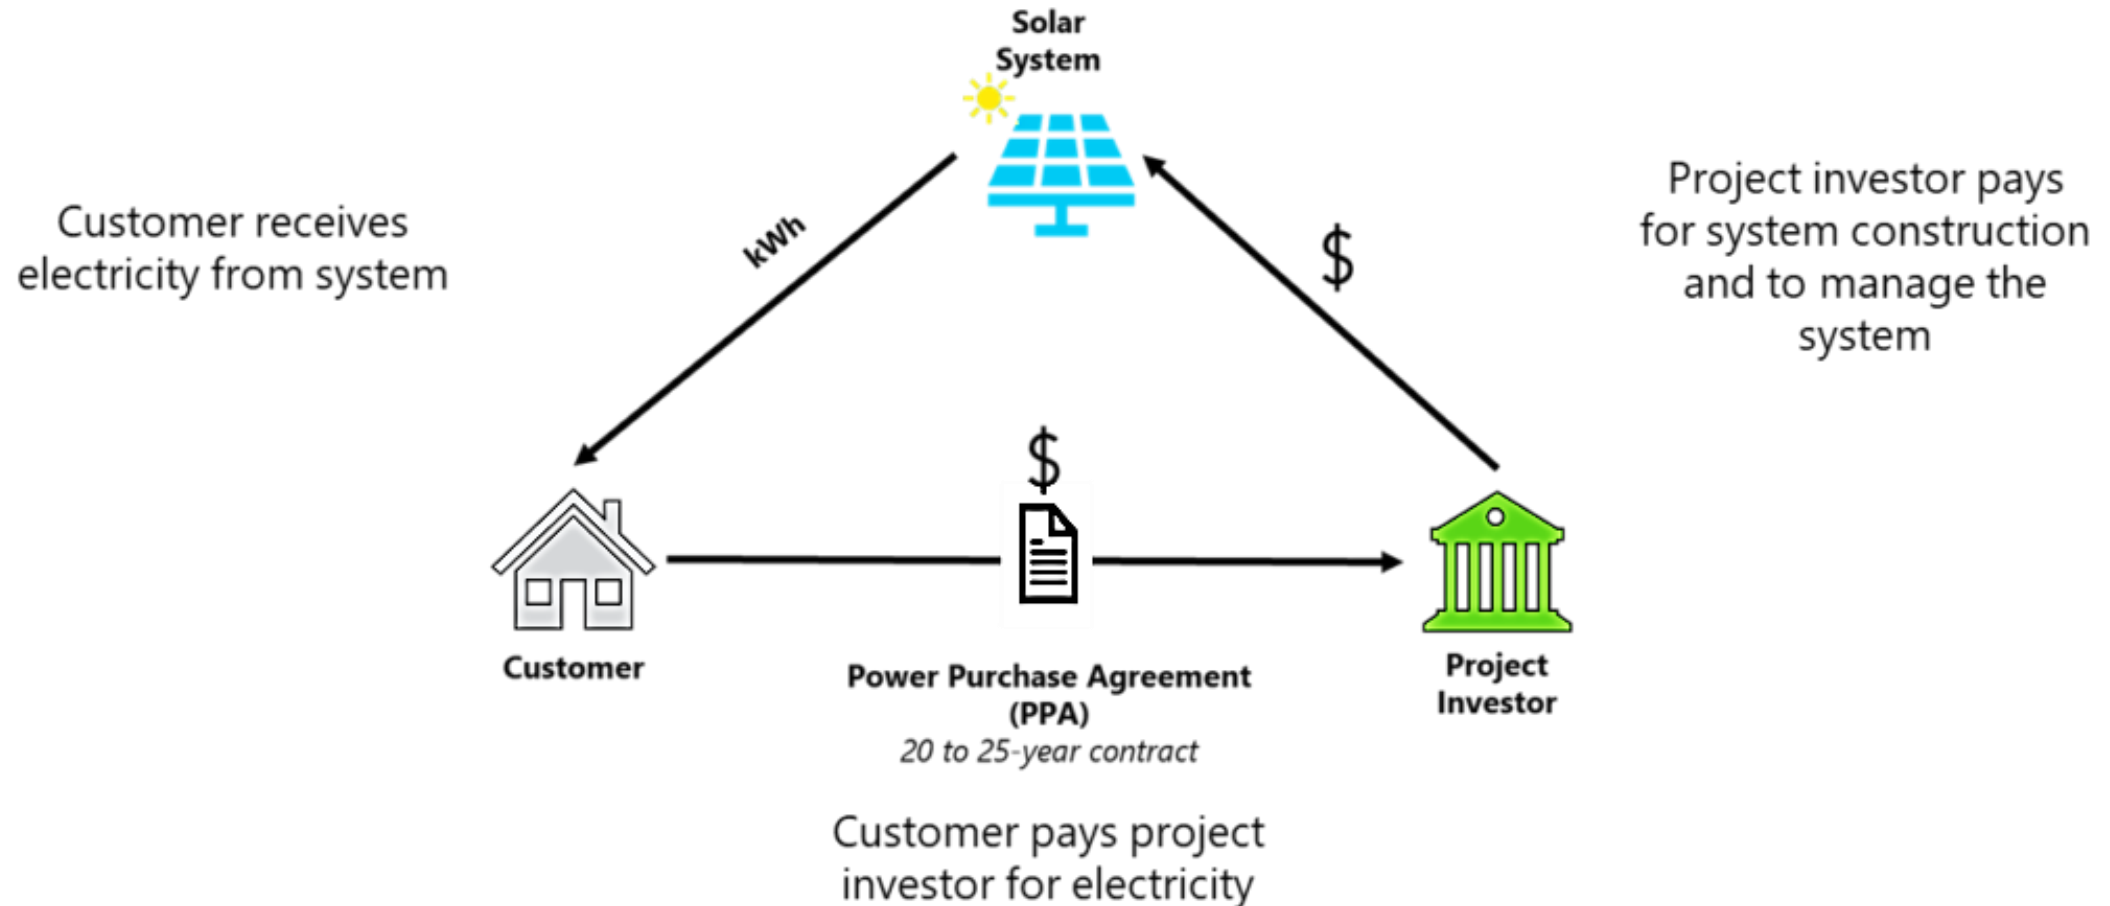 Solar
System
Customer receives
electricity from system
kWh
$
Project investor pays
for system construction
and to manage the
system
$
Customer
Power Purchase Agreement
(PPA)
20 to 25-year contract
Project
Investor
Customer pays project
investor for electricity